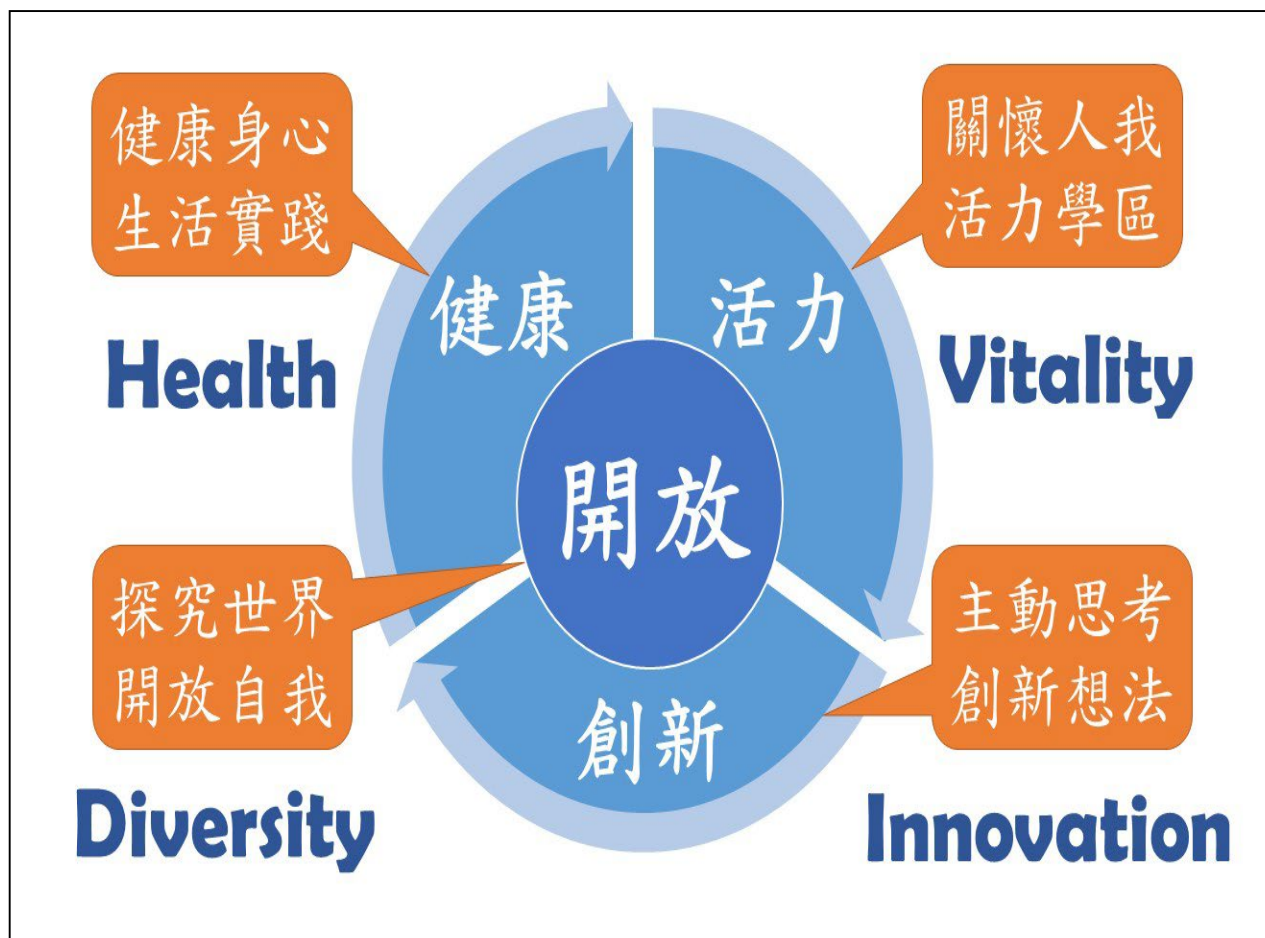 健康身心
生活實踐
關懷人我
活力學區
健康
活力
Health
Vitality
開放
探究世界
開放自我
主動思考
創新想法
創新
Diversity
Innovation